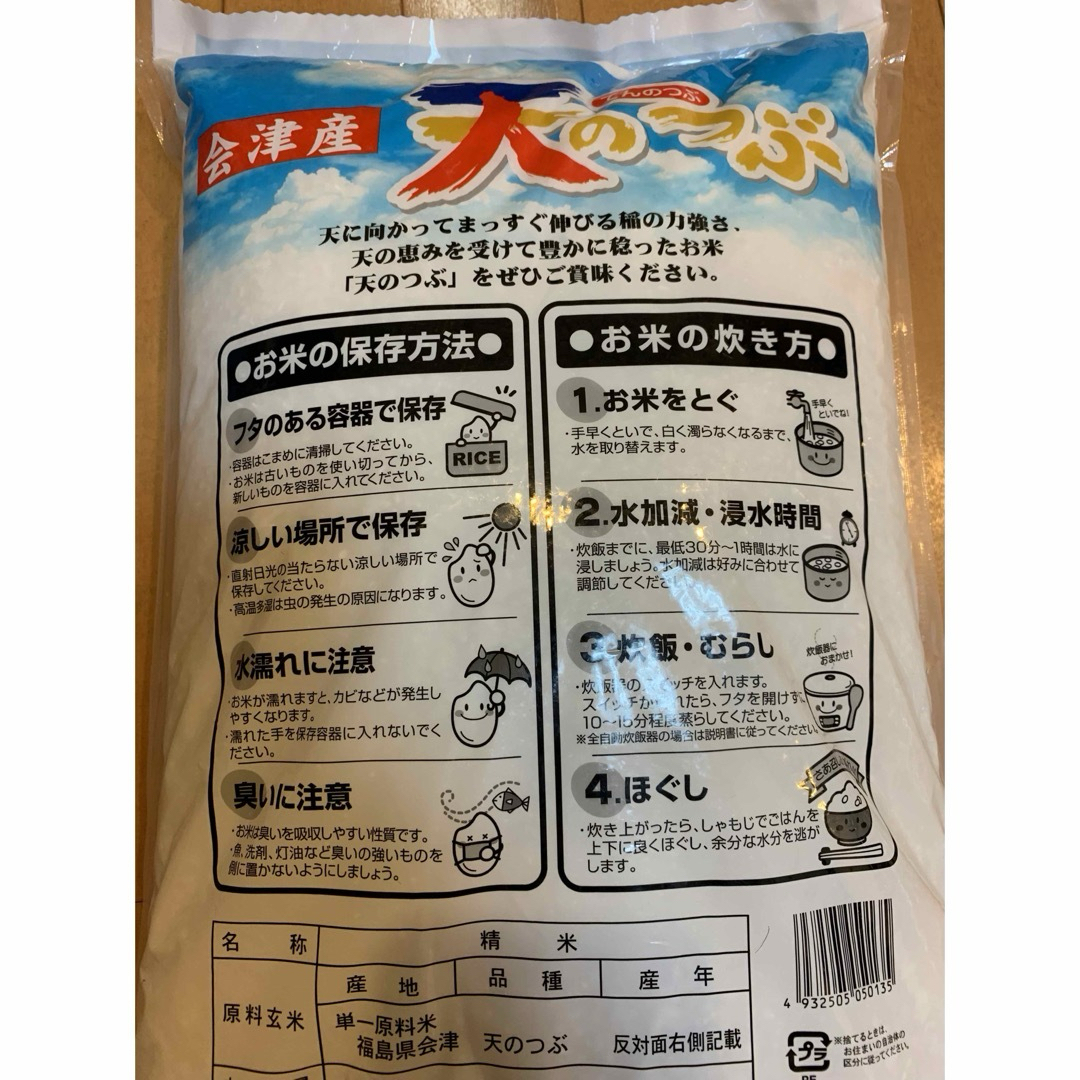 会津産
天のつぶ
天に向かってまっすぐ伸びる稲の力強さ、
天の恵みを受けて豊かに稔ったお米
「天のつぶ」をぜひご賞味ください。
●お米の保存方法●
フタのある容器で保存
・容器はこまめに清掃してください。
・お米は古いものを使い切ってから、
新しいものを容器に入れてください。
RICE
涼しい場所で保存
・直射日光の当たらない涼しい場所で
保存してください。
・高温多湿は虫の発生の原因になります。
水濡れに注意
・お米が濡れますと、カビなどが発生し
やすくなります。
・濡れた手を保存容器に入れないでく
ださい。
臭いに注意
・お米は臭いを吸収しやすい性質です。
・魚、洗剤、灯油など臭いの強いものを
側に置かないようにしましょう。
●お米の炊き方●
1.お米をとぐ
・手早くといで、白く濁らなくなるまで、
水を取り替えます。
手早く
といでね!
2.水加減・浸水時間
・炊飯までに、最低30分〜1時間は水に
浸しましょう。水加減は好みに合わせて
調節してください
3.炊飯・むらし
・炊飯器のスイッチを入れます。
スイッチが切れたら、フタを開けずに
10〜15分程度蒸らしてください。
※全自動炊飯器の場合は説明書に従ってください。
炊飯器に
おまかせ!
4.ほぐし
・炊き上がったら、しゃもじでごはんを
上下に良くほぐし、余分な水分を逃が
します。
名 称 精 米
原料玄米 産 地 品 種 産 年
単一原料米
福島県会津 天のつぶ 反対面右側記載
4 932505 050135
プラ
※捨てるときは、
お住まいの自治体の
区分に従ってください。
PE